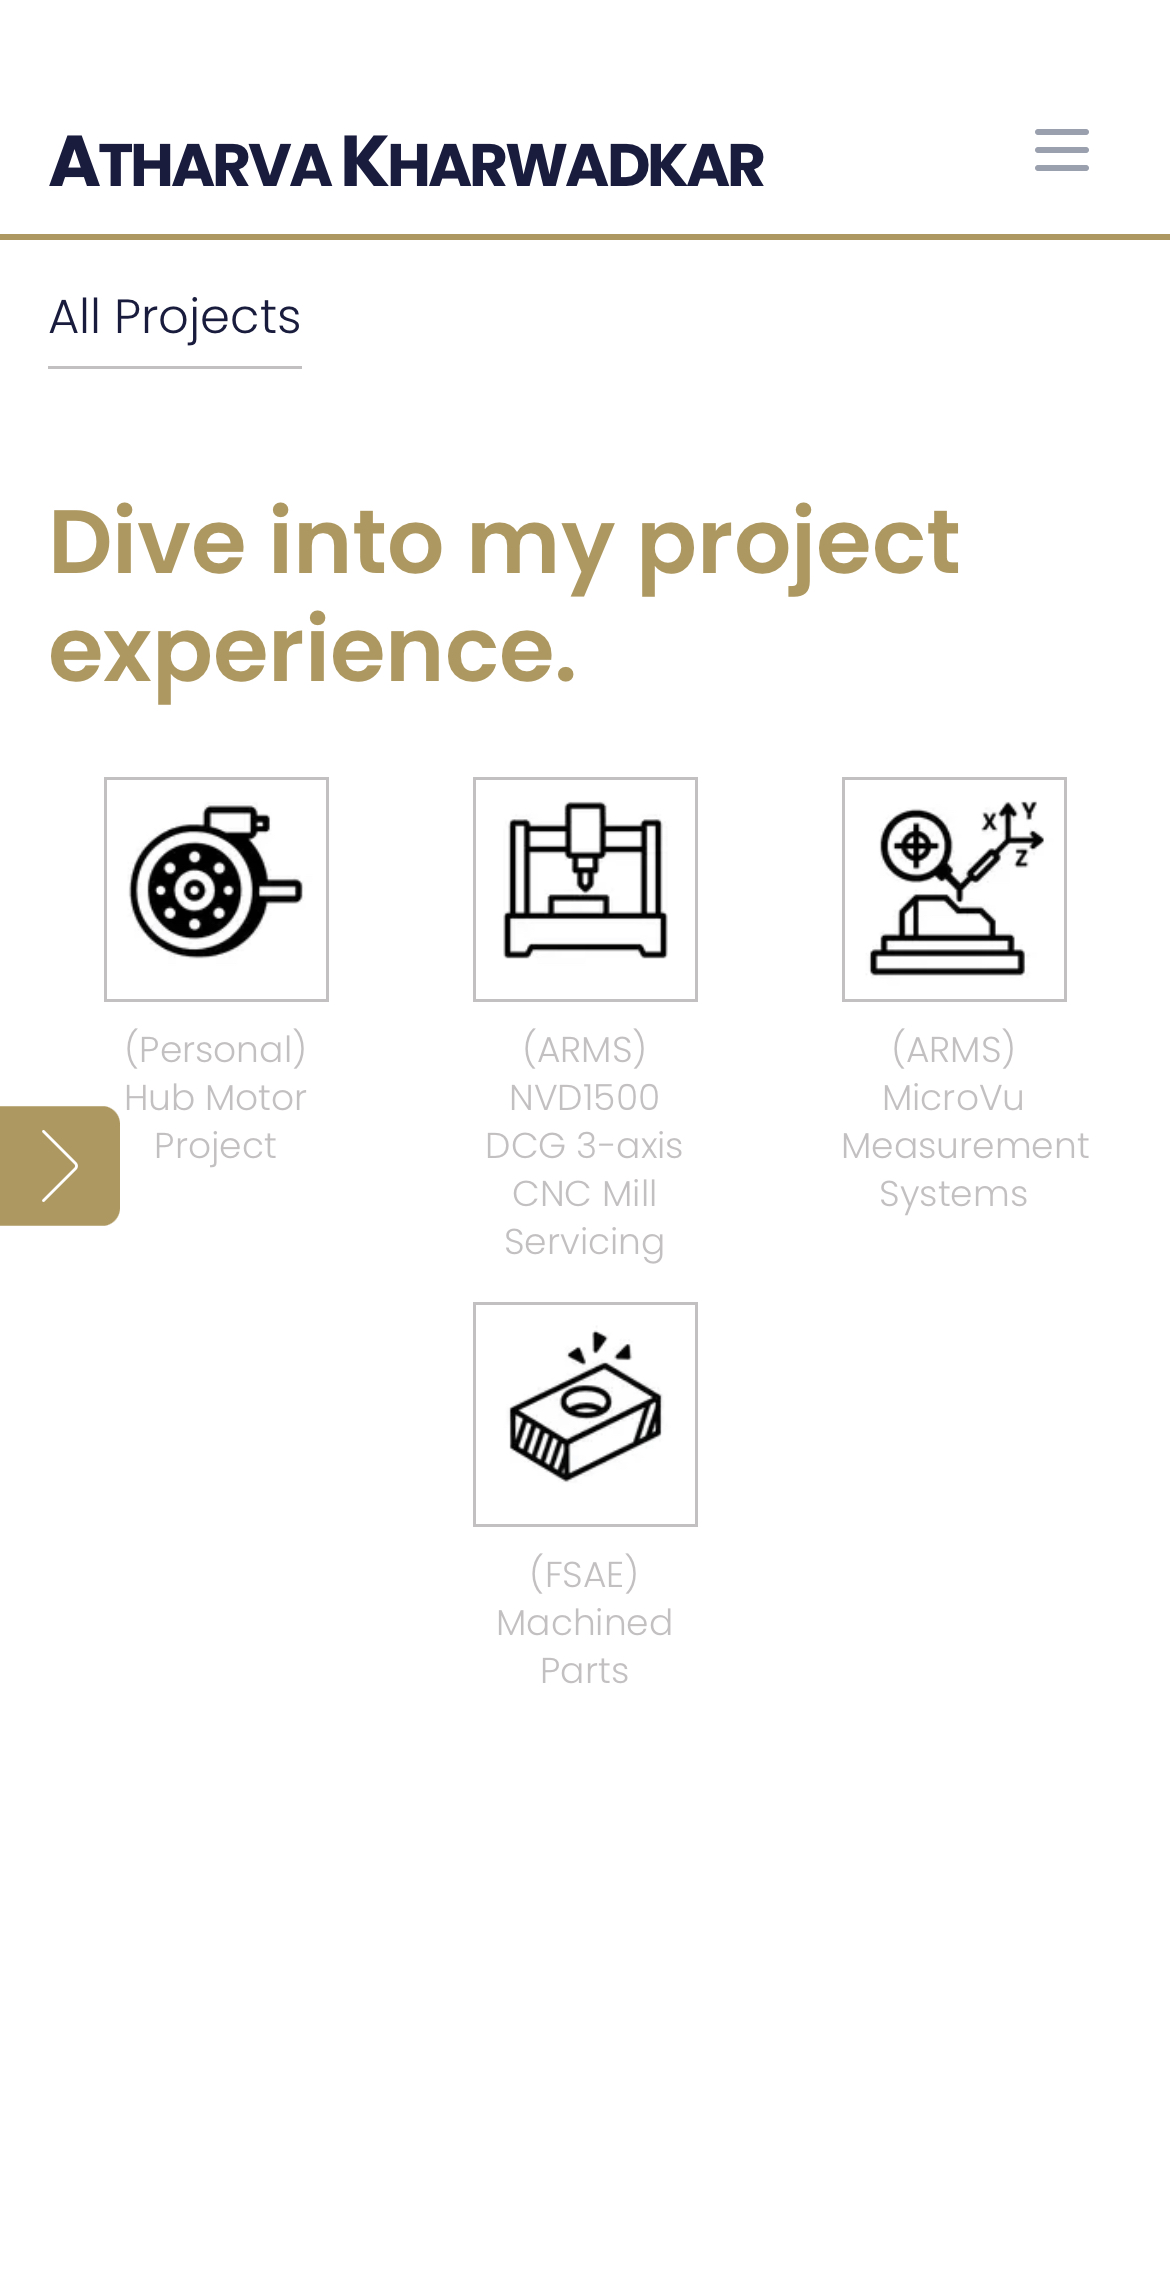 ATHARVA KHARWADKAR
All Projects
Dive into my project
experience.
X Y
Z
(Personal)
Hub Motor
Project
(ARMS)
NVD1500
DCG 3-axis
CNC Mill
Servicing
(ARMS)
MicroVu
Measurement
Systems
(FSAE)
Machined
Parts